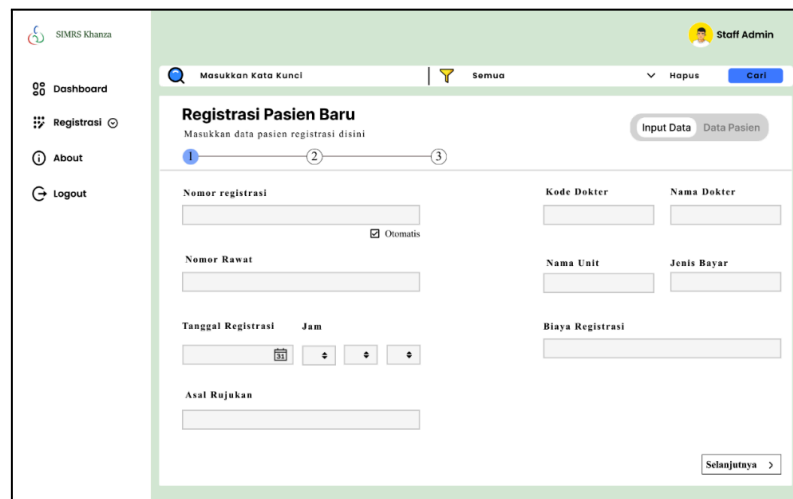 SIMRS Khanza
Staff Admin
Masukkan Kata Kunci
Semua
Hapus
Cari
Dashboard
Registrasi
About
Logout
Registrasi Pasien Baru
Masukkan data pasien registrasi disini
Input Data
Data Pasien
1
2
3
Nomor registrasi
Kode Dokter
Nama Dokter
Otomatis
Nomor Rawat
Nama Unit
Jenis Bayar
Tanggal Registrasi
Jam
Biaya Registrasi
31
Asal Rujukan
Selanjutnya >